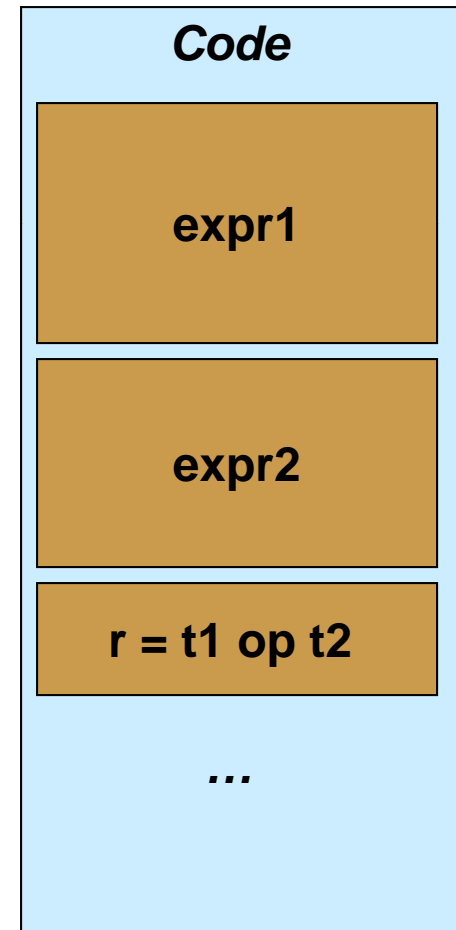 Code
expr1
expr2
r = t1 op t2
…